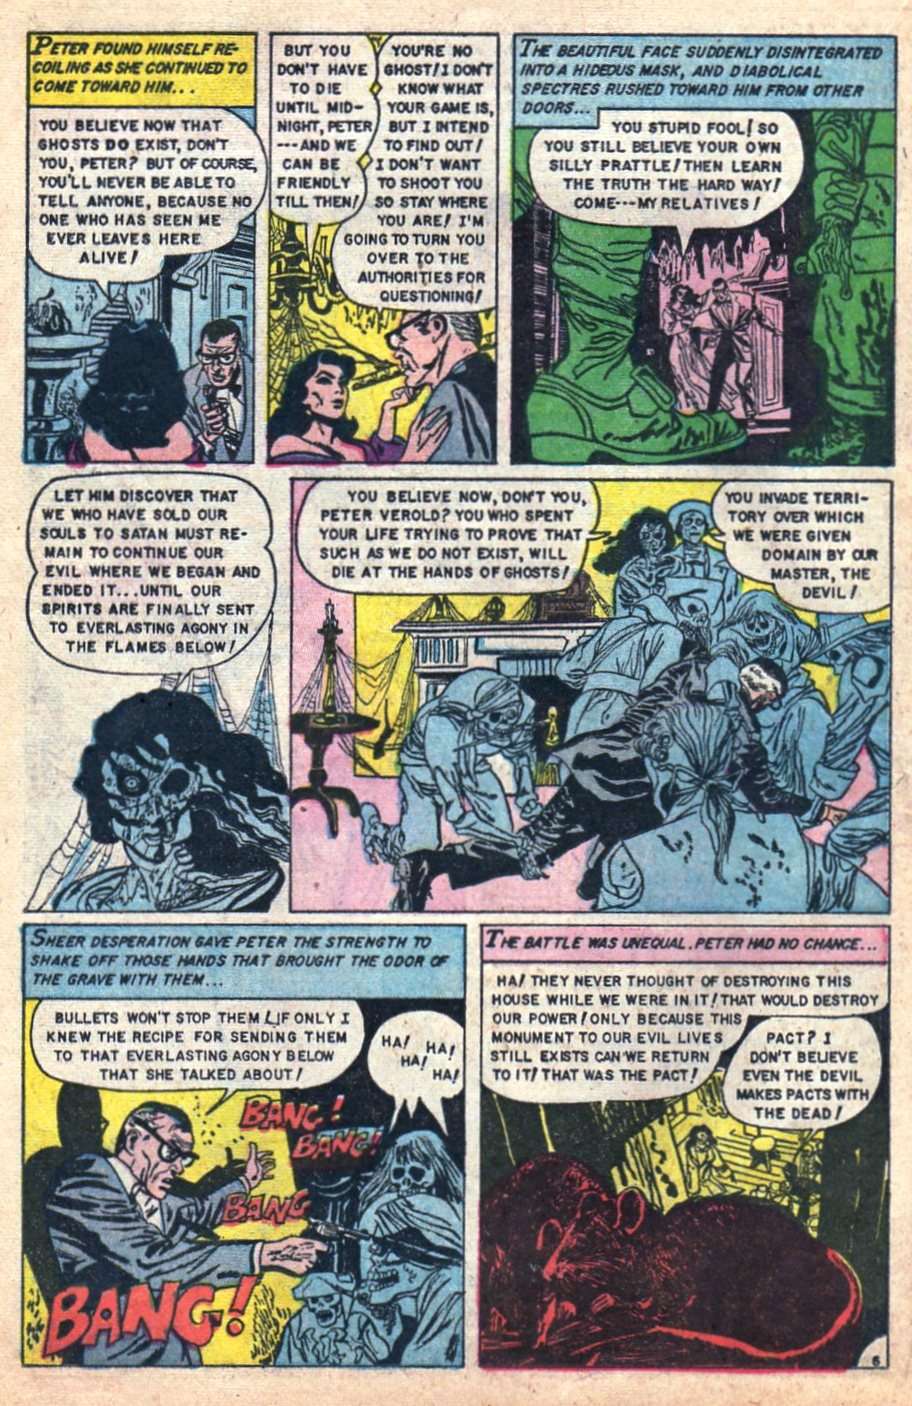 PETER FOUND HIMSELF RE-
COILING AS SHE CONTINUED TO
COME TOWARD HIM...
YOU BELIEVE NOW THAT
GHOSTS DO EXIST, DON'T
YOU, PETER? BUT OF COURSE,
YOU'LL NEVER BE ABLE TO
TELL ANYONE, BECAUSE NO
ONE WHO HAS SEEN ME
EVER LEAVES HERE
ALIVE!
BUT YOU
DON'T HAVE
TO DIE
UNTIL MID-
NIGHT, PETER
---AND WE
CAN BE
FRIENDLY
TILL THEN!
YOU'RE NO
GHOST! I DON'T
KNOW WHAT
YOUR GAME IS,
BUT I INTEND
TO FIND OUT!
I DON'T WANT
TO SHOOT YOU
SO STAY WHERE
YOU ARE! I'M
GOING TO TURN YOU
OVER TO THE
AUTHORITIES FOR
QUESTIONING!
THE BEAUTIFUL FACE SUDDENLY DISINTEGRATED
INTO A HIDEOUS MASK, AND DIABOLICAL
SPECTRES RUSHED TOWARD HIM FROM OTHER
DOORS...
YOU STUPID FOOL! SO
YOU STILL BELIEVE YOUR OWN
SILLY PRATTLE! THEN LEARN
THE TRUTH THE HARD WAY!
COME---MY RELATIVES!
LET HIM DISCOVER THAT
WE WHO HAVE SOLD OUR
SOULS TO SATAN MUST RE-
MAIN TO CONTINUE OUR
EVIL WHERE WE BEGAN AND
ENDED IT...UNTIL OUR
SPIRITS ARE FINALLY SENT
TO EVERLASTING AGONY IN
THE FLAMES BELOW!
YOU BELIEVE NOW, DON'T YOU,
PETER VEROLD? YOU WHO SPENT
YOUR LIFE TRYING TO PROVE THAT
SUCH AS WE DO NOT EXIST, WILL
DIE AT THE HANDS OF GHOSTS!
YOU INVADE TERRI-
TORY OVER WHICH
WE WERE GIVEN
DOMAIN BY OUR
MASTER, THE
DEVIL!
SHEER DESPERATION GAVE PETER THE STRENGTH TO
SHAKE OFF THOSE HANDS THAT BROUGHT THE ODOR OF
THE GRAVE WITH THEM...
BULLETS WON'T STOP THEM! IF ONLY I
KNEW THE RECIPE FOR SENDING THEM
TO THAT EVERLASTING AGONY BELOW
THAT SHE TALKED ABOUT!
HA!
HA!
HA!
HA!
BANG!
BANG!
BANG
BANG!
THE BATTLE WAS UNEQUAL. PETER HAD NO CHANCE...
HA! THEY NEVER THOUGHT OF DESTROYING THIS
HOUSE WHILE WE WERE IN IT! THAT WOULD DESTROY
OUR POWER! ONLY BECAUSE THIS
MONUMENT TO OUR EVIL LIVES
STILL EXISTS CAN WE RETURN
TO IT! THAT WAS THE PACT!
PACT? I
DON'T BELIEVE
EVEN THE DEVIL
MAKES PACTS WITH
THE DEAD!
6